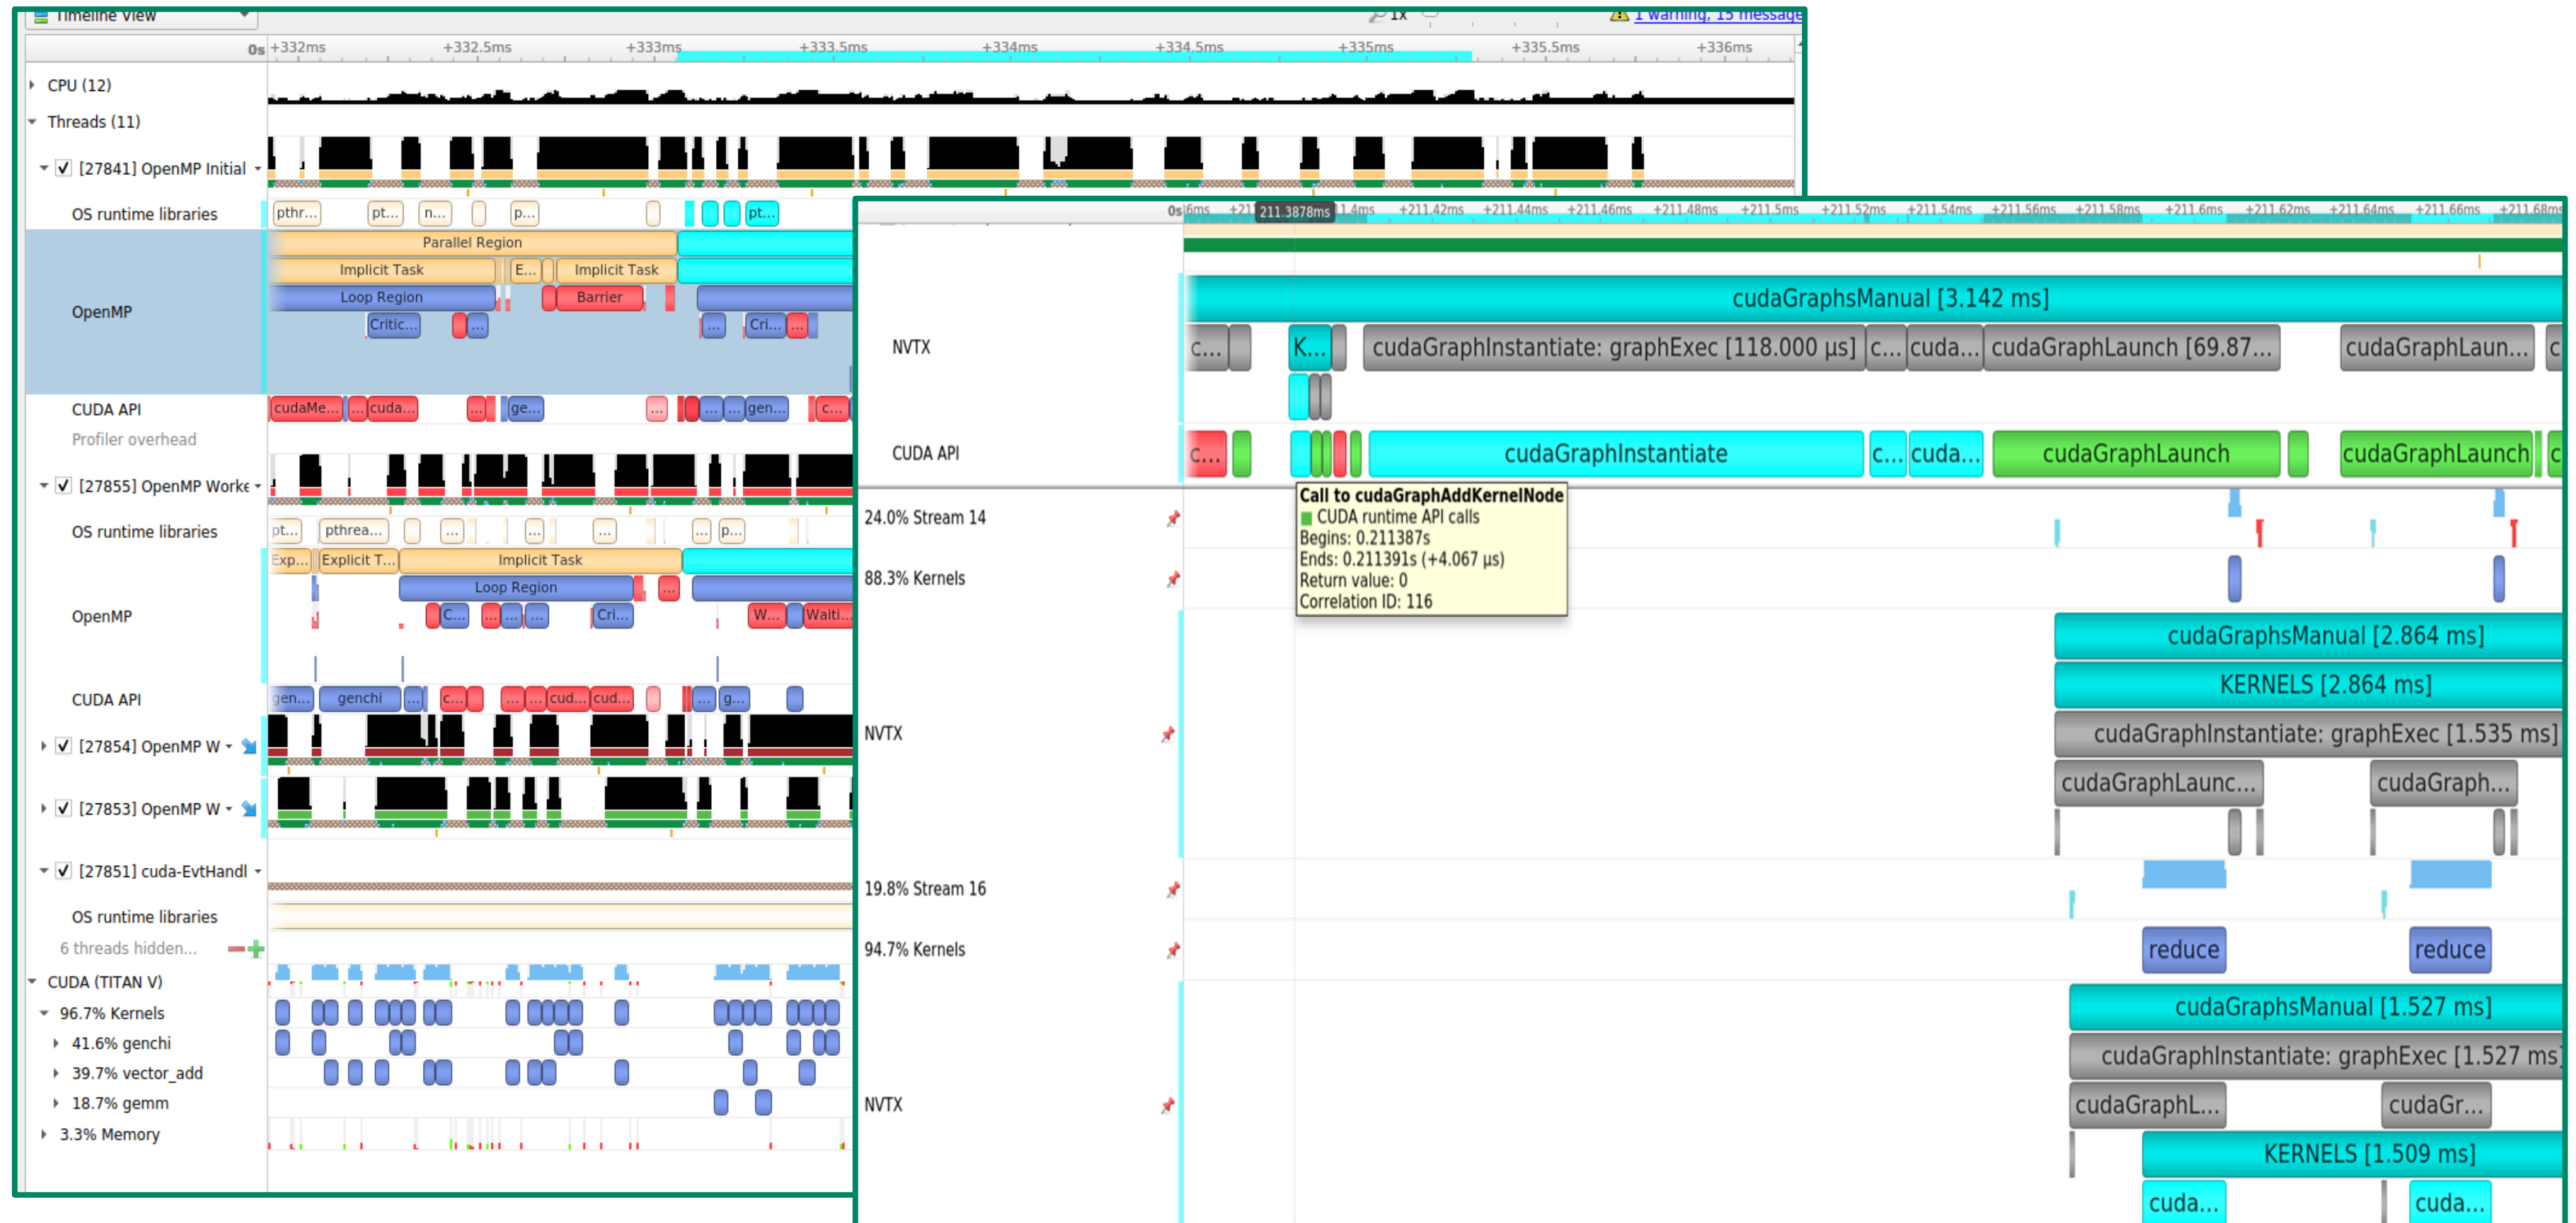 Timeline View
1x
1 warning, 15 message
0s +332ms +332.5ms +333ms +333.5ms +334ms +334.5ms +335ms +335.5ms +336ms
CPU (12)
Threads (11)
[27841] OpenMP Initial
OS runtime libraries
pthr... pt... n... p... pt...
Parallel Region
Implicit Task E... Implicit Task
OpenMP
Loop Region Barrier
Critic... ... ... Cri... ...
CUDA API
cudaMe... ... cuda... ... ge... ... ... ... gen... c...
Profiler overhead
[27855] OpenMP Worke
OS runtime libraries
pt... pthrea... ... ... ... ... p...
Exp... Explicit T... Implicit Task
Loop Region ...
OpenMP
C... ... ... ... Cri... W... Waiti...
CUDA API
gen... genchi ... c... ... ... cud... cud... ... ... g...
[27854] OpenMP W
[27853] OpenMP W
[27851] cuda-EvtHandl
OS runtime libraries
6 threads hidden...
CUDA (TITAN V)
96.7% Kernels
41.6% genchi
39.7% vector_add
18.7% gemm
3.3% Memory
0s 6ms +21 211.3878ms 1.4ms +211.42ms +211.44ms +211.46ms +211.48ms +211.5ms +211.52ms +211.54ms +211.56ms +211.58ms +211.6ms +211.62ms +211.64ms +211.66ms +211.68ms
cudaGraphsManual [3.142 ms]
NVTX
c... K... cudaGraphInstantiate: graphExec [118.000 µs] c... cuda... cudaGraphLaunch [69.87... cudaGraphLaun... c
CUDA API
c... cudaGraphInstantiate c... cuda... cudaGraphLaunch cudaGraphLaunch c
Call to cudaGraphAddKernelNode
CUDA runtime API calls
Begins: 0.211387s
Ends: 0.211391s (+4.067 µs)
Return value: 0
Correlation ID: 116
24.0% Stream 14
88.3% Kernels
cudaGraphsManual [2.864 ms]
KERNELS [2.864 ms]
NVTX
cudaGraphInstantiate: graphExec [1.535 ms]
cudaGraphLaunc... cudaGraph...
19.8% Stream 16
94.7% Kernels
reduce reduce
cudaGraphsManual [1.527 ms]
cudaGraphInstantiate: graphExec [1.527 ms]
NVTX
cudaGraphL... cudaGr...
KERNELS [1.509 ms]
cuda... cuda...